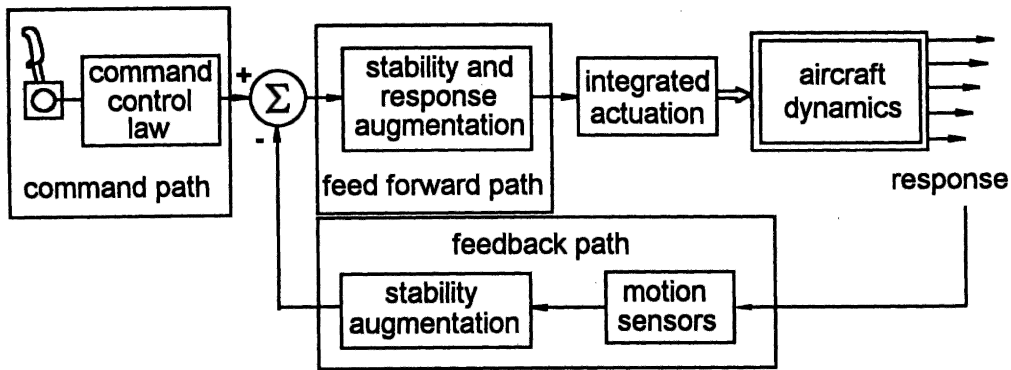 command
control
law
command path
+
Σ
-
stability and
response
augmentation
feed forward path
integrated
actuation
aircraft
dynamics
response
feedback path
stability
augmentation
motion
sensors